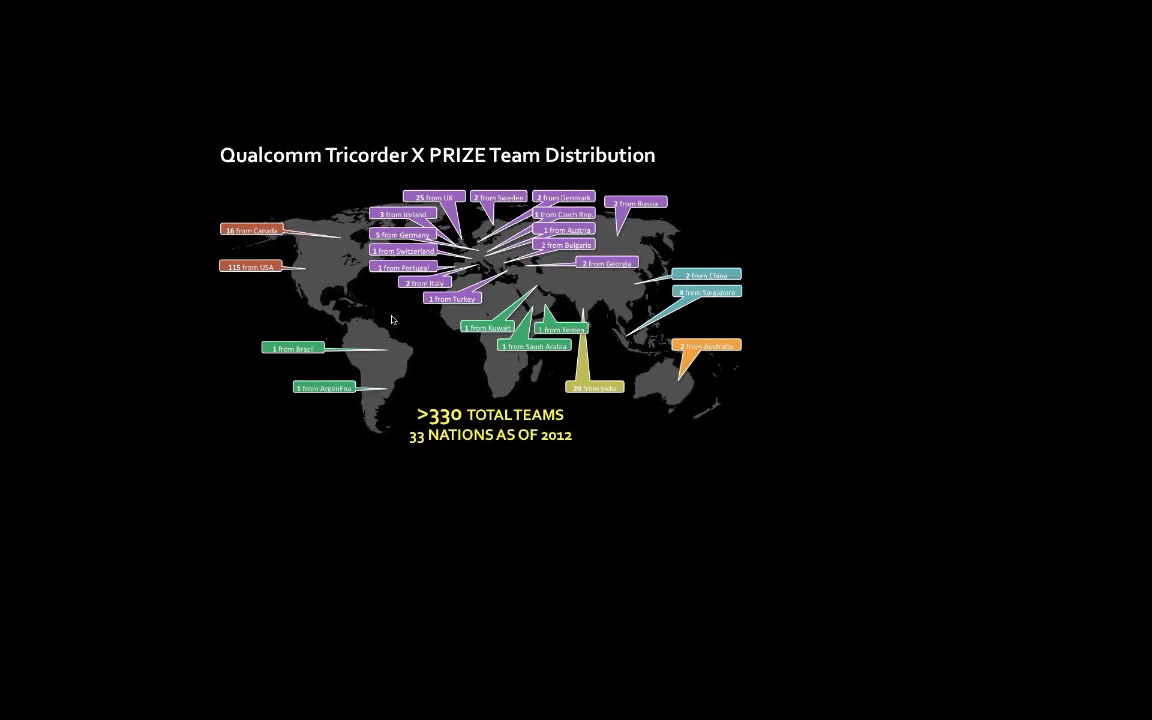 Qualcomm Tricorder X PRIZE Team Distribution
25 from UK
2 from Sweden
2 from Denmark
2 from Russia
3 from Ireland
1 from Czech Rep.
16 from Canada
5 from Germany
1 from Austria
1 from Switzerland
2 from Bulgaria
115 from USA
1 from Portugal
2 from Georgia
2 from China
2 from Italy
4 from Singapore
1 from Turkey
1 from Kuwait
1 from Yemen
1 from Brazil
1 from Saudi Arabia
2 from Australia
1 from ArgenFna
20 from India
>330 TOTAL TEAMS
33 NATIONS AS OF 2012